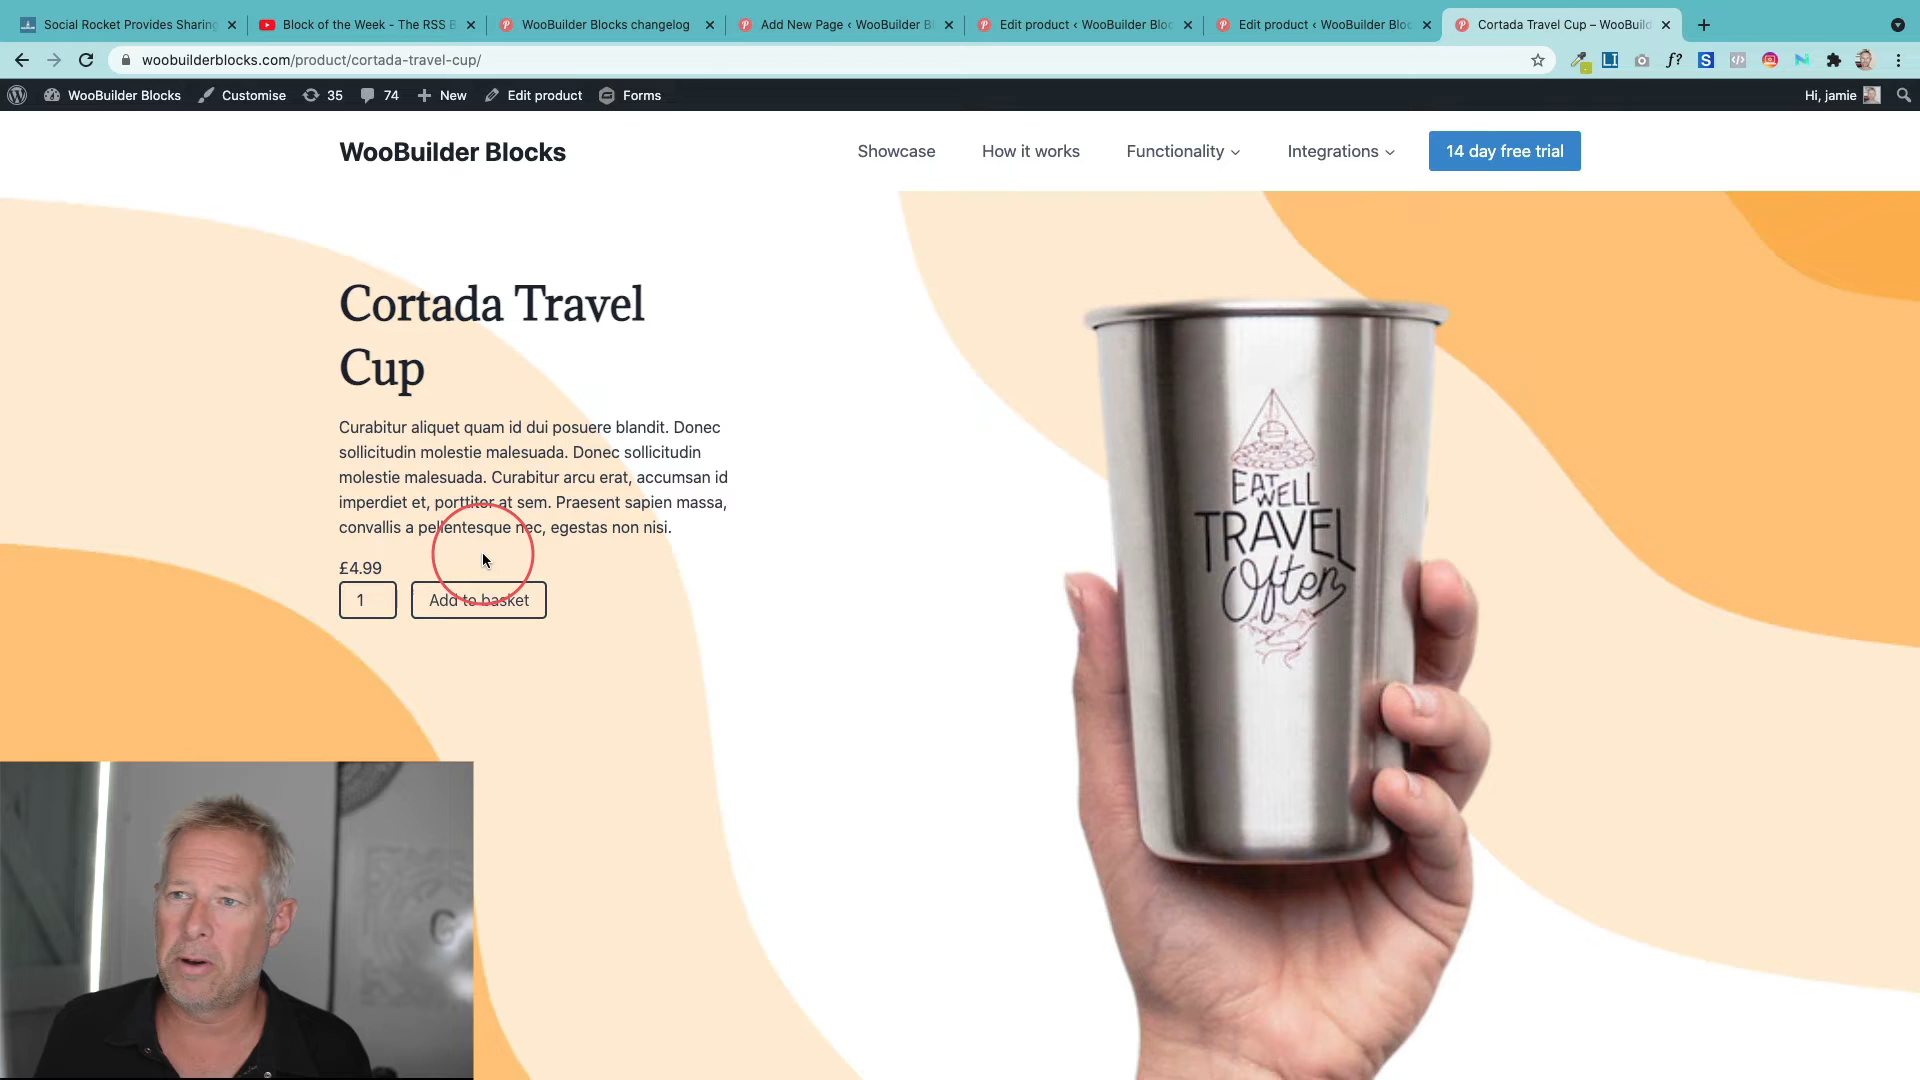 Social Rocket Provides Sharing
Block of the Week - The RSS B
WooBuilder Blocks changelog
Add New Page ‹ WooBuilder B
Edit product ‹ WooBuilder Bloc
Edit product ‹ WooBuilder Bloc
Cortada Travel Cup – WooBuild
woobuilderblocks.com/product/cortada-travel-cup/
WooBuilder Blocks Customise 35 74 New Edit product Forms Hi, jamie
WooBuilder Blocks
Showcase How it works Functionality Integrations 14 day free trial
Cortada Travel
Cup
Curabitur aliquet quam id dui posuere blandit. Donec
sollicitudin molestie malesuada. Donec sollicitudin
molestie malesuada. Curabitur arcu erat, accumsan id
imperdiet et, porttitor at sem. Praesent sapien massa,
convallis a pellentesque nec, egestas non nisi.
£4.99
1 Add to basket
EAT
WELL
TRAVEL
Often